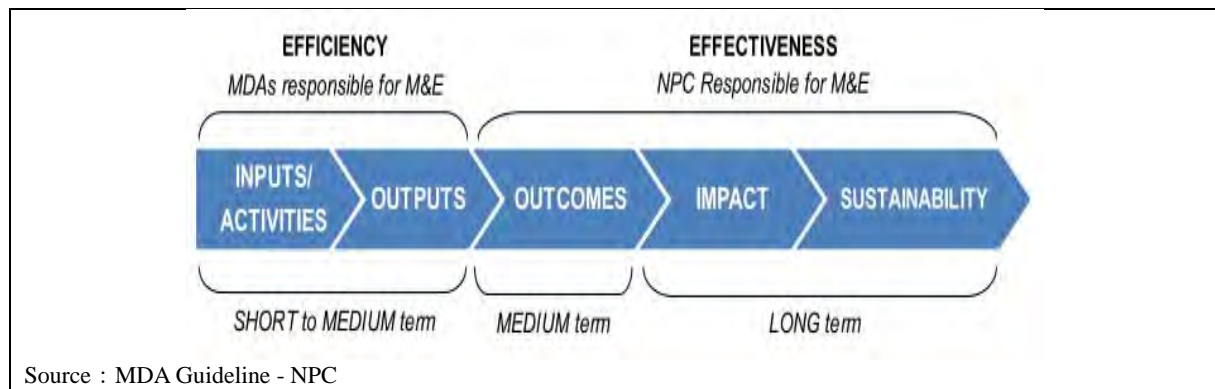 EFFICIENCY
MDAs responsible for M&E
EFFECTIVENESS
NPC Responsible for M&E
INPUTS/
ACTIVITIES
OUTPUTS
OUTCOMES
IMPACT
SUSTAINABILITY
SHORT to MEDIUM term
MEDIUM term
LONG term
Source：MDA Guideline - NPC